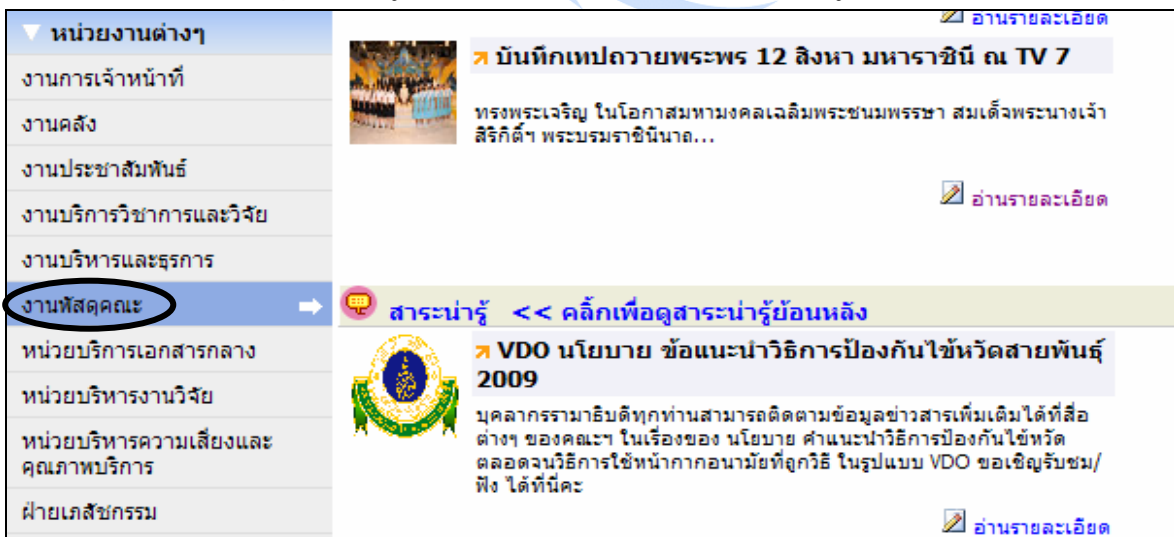 หน่วยงานต่างๆ
งานการเจ้าหน้าที่
งานคลัง
งานประชาสัมพันธ์
งานบริการวิชาการและวิจัย
งานบริหารและธุรการ
งานพัสดุคณะ
หน่วยบริการเอกสารกลาง
หน่วยบริหารงานวิจัย
หน่วยบริหารความเสี่ยงและ
คุณภาพบริการ
ฝ่ายเภสัชกรรม
อ่านรายละเอียด
บันทึกเทปถวายพระพร 12 สิงหา มหาราชินี ณ TV 7
ทรงพระเจริญ ในโอกาสมหามงคลเฉลิมพระชนมพรรษา สมเด็จพระนางเจ้า
สิริกิติ์ฯ พระบรมราชินีนาถ...
อ่านรายละเอียด
สาระน่ารู้ << คลิ้กเพื่อดูสาระน่ารู้ย้อนหลัง
VDO นโยบาย ข้อแนะนำวิธีการป้องกันไข้หวัดสายพันธุ์
2009
บุคลากรรามาธิบดีทุกท่านสามารถติดตามข้อมูลข่าวสารเพิ่มเติมได้ที่สื่อ
ต่างๆ ของคณะฯ ในเรื่องของ นโยบาย คำแนะนำวิธีการป้องกันไข้หวัด
ตลอดจนวิธีการใช้หน้ากากอนามัยที่ถูกวิธี ในรูปแบบ VDO ขอเชิญรับชม/
ฟัง ได้ที่นี่คะ
อ่านรายละเอียด